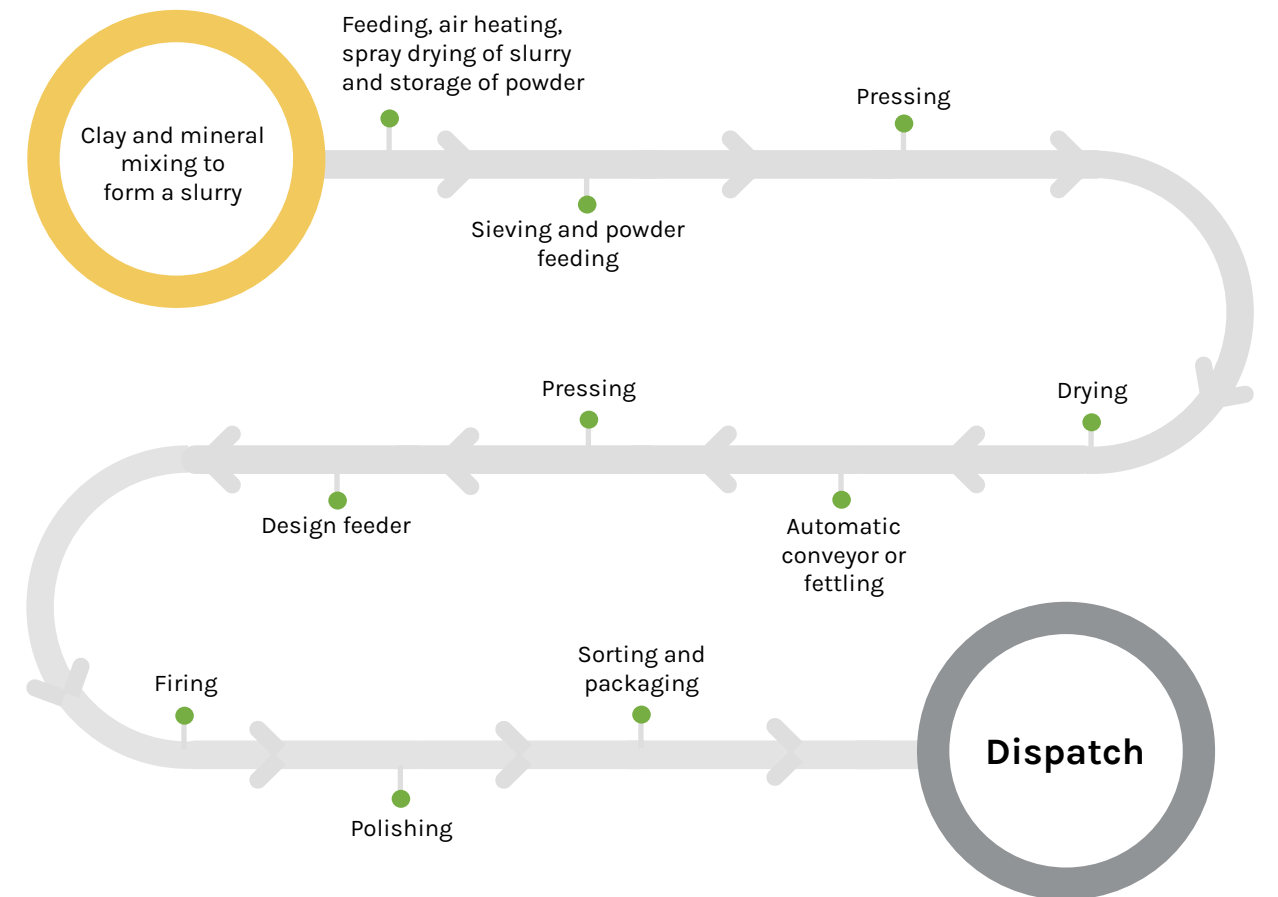 Clay and mineral
mixing to
form a slurry
Feeding, air heating,
spray drying of slurry
and storage of powder
Sieving and powder
feeding
Pressing
Drying
Automatic
conveyor or
fettling
Pressing
Design feeder
Firing
Polishing
Sorting and
packaging
Dispatch